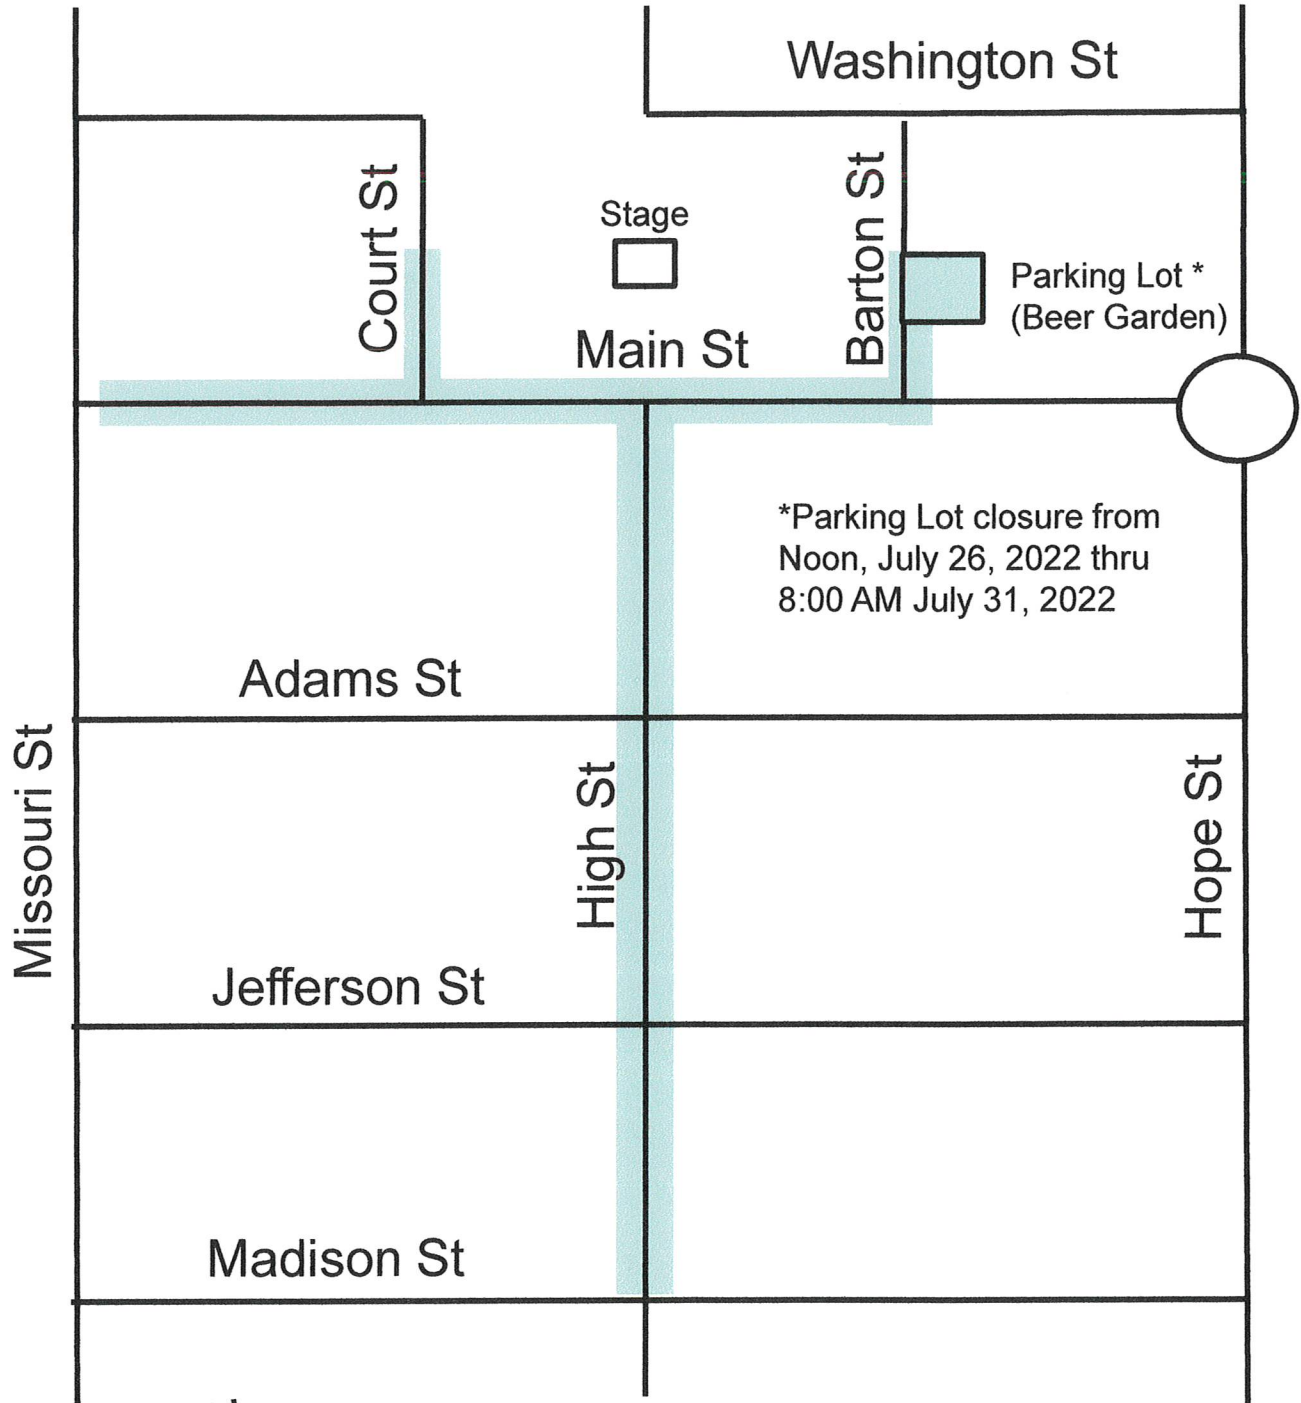 Washington St
Court St
Stage
Barton St
Parking Lot *
(Beer Garden)
Main St
*Parking Lot closure from
Noon, July 26, 2022 thru
8:00 AM July 31, 2022
Adams St
Missouri St
High St
Hope St
Jefferson St
Madison St